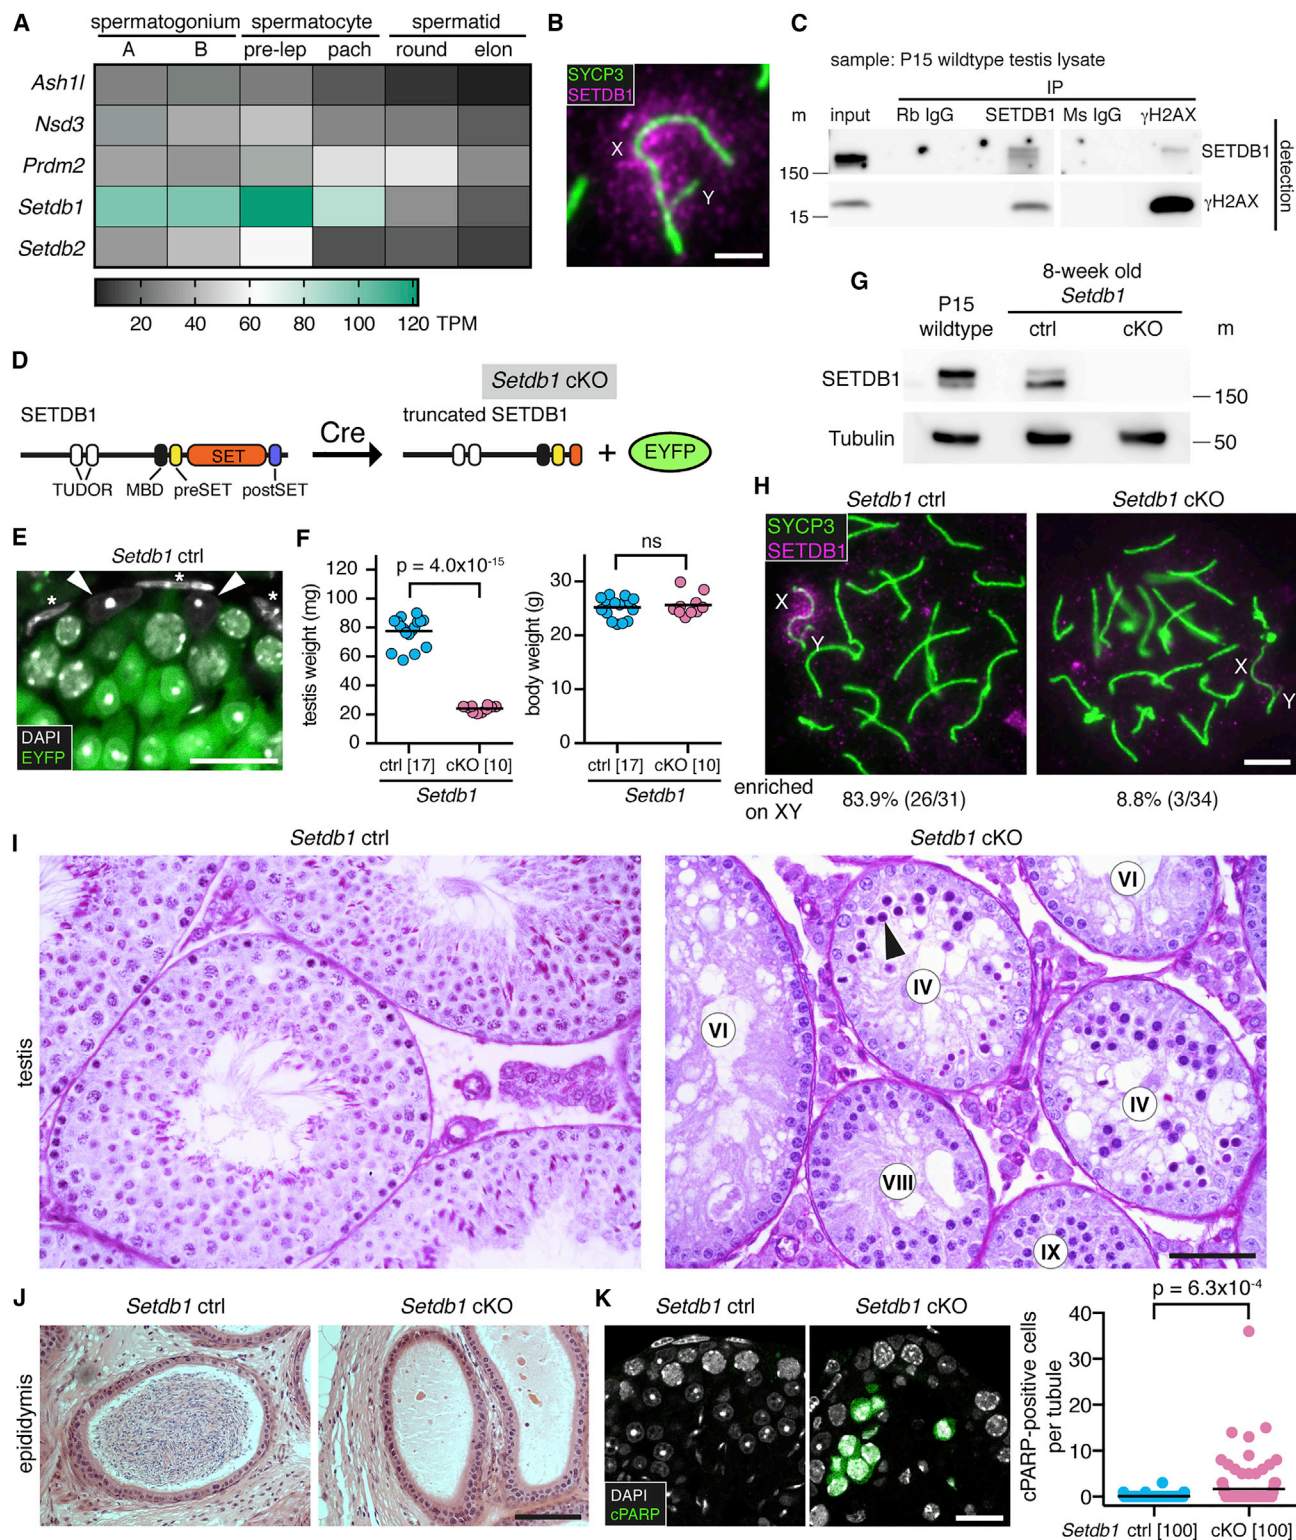 A
spermatogonium spermatocyte spermatid
A B pre-lep pach round elon
Ash1l
Nsd3
Prdm2
Setdb1
Setdb2
20 40 60 80 100 120 TPM
B
SYCP3
SETDB1
X
Y
C
sample: P15 wildtype testis lysate
IP
m input Rb IgG SETDB1 Ms IgG γH2AX
150
SETDB1
15
γH2AX
detection
D
Setdb1 cKO
SETDB1
truncated SETDB1
Cre
SET
+
EYFP
TUDOR MBD preSET postSET
G
8-week old
Setdb1
P15
wildtype
ctrl cKO m
SETDB1
150
Tubulin
50
E
Setdb1 ctrl
* * *
DAPI
EYFP
F
testis weight (mg)
120
100
80
60
40
20
0
p = 4.0x10-15
ctrl [17] cKO [10]
Setdb1
body weight (g)
30
20
10
0
ns
ctrl [17] cKO [10]
Setdb1
H
Setdb1 ctrl
Setdb1 cKO
SYCP3
SETDB1
X
Y
X
Y
enriched
on XY
83.9% (26/31)
8.8% (3/34)
I
Setdb1 ctrl
Setdb1 cKO
testis
VI
IV
VI
IV
VIII
IX
J
Setdb1 ctrl
Setdb1 cKO
epididymis
K
Setdb1 ctrl
Setdb1 cKO
DAPI
cPARP
p = 6.3x10-4
cPARP-positive cells
per tubule
40
30
20
10
0
Setdb1 ctrl [100] cKO [100]